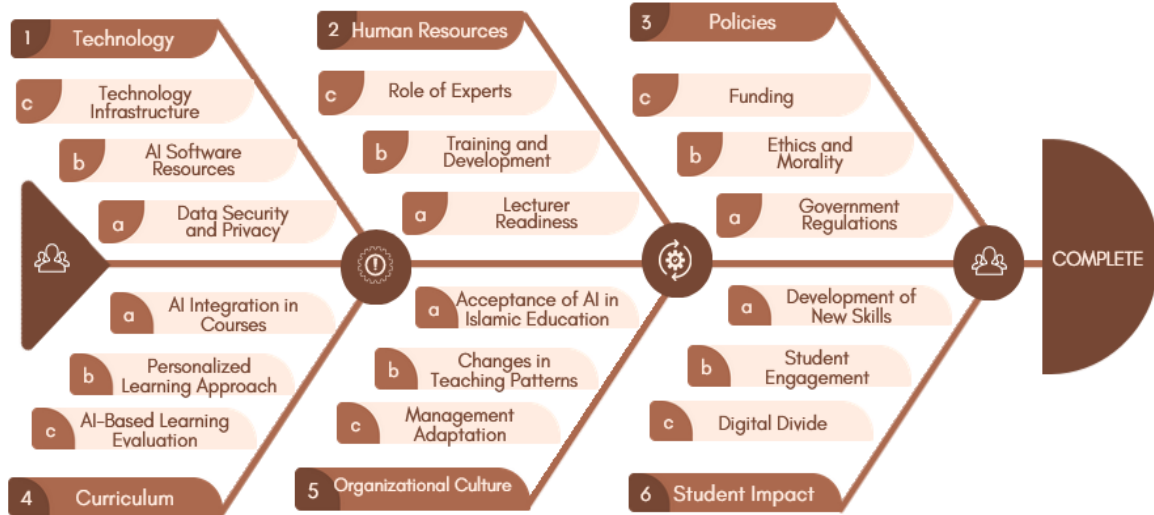 1 Technology
c Technology
Infrastructure
b AI Software
Resources
a Data Security
and Privacy
2 Human Resources
c Role of Experts
b Training and
Development
a Lecturer
Readiness
3 Policies
c Funding
b Ethics and
Morality
a Government
Regulations
COMPLETE
a AI Integration in
Courses
b Personalized
Learning Approach
c AI-Based Learning
Evaluation
4 Curriculum
a Acceptance of AI in
Islamic Education
b Changes in
Teaching Patterns
c Management
Adaptation
5 Organizational Culture
a Development of
New Skills
b Student
Engagement
c Digital Divide
6 Student Impact